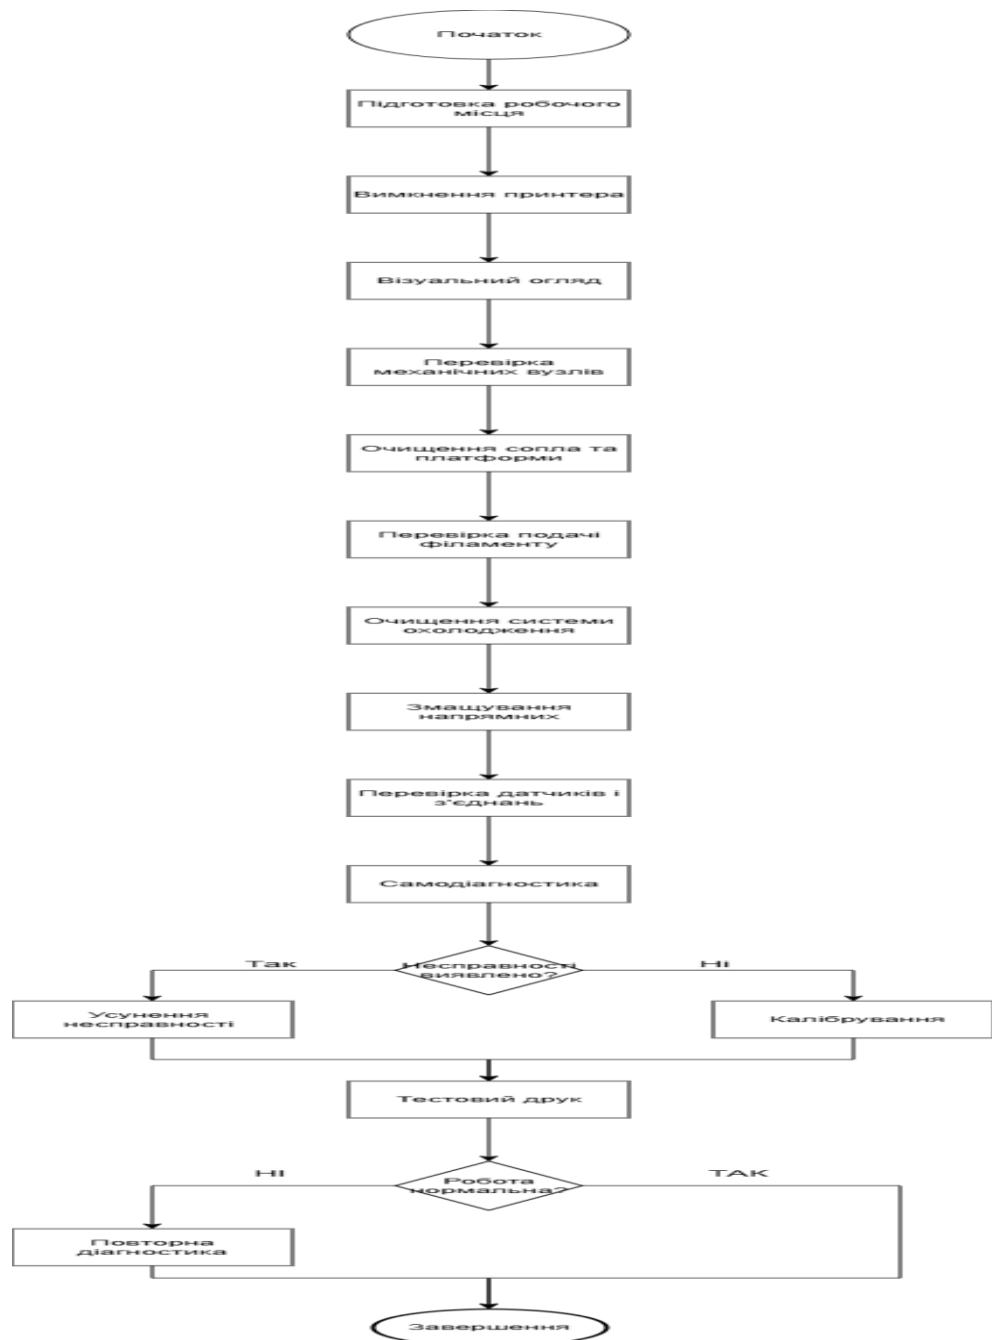 Початок
Підготовка робочого
місця
Вимкнення принтера
Візуальний огляд
Перевірка
механічних вузлів
Очищення сопла та
платформи
Перевірка подачі
філаменту
Очищення системи
охолодження
Змащування
напрямних
Перевірка датчиків і
з'єднань
Самодіагностика
Несправності
виявлено?
Так
Ні
Усунення
несправності
Калібрування
Тестовий друк
Робота
нормальна?
НІ
ТАК
Повторна
діагностика
Завершення